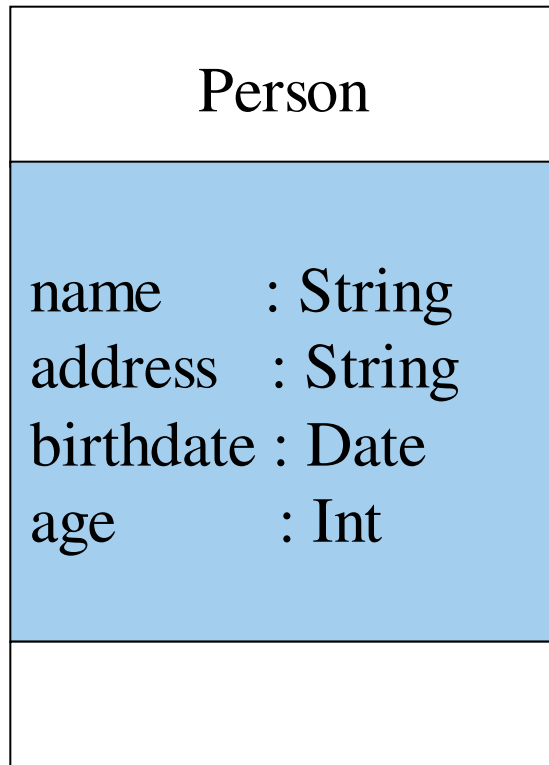 Person
name : String
address : String
birthdate : Date
age : Int